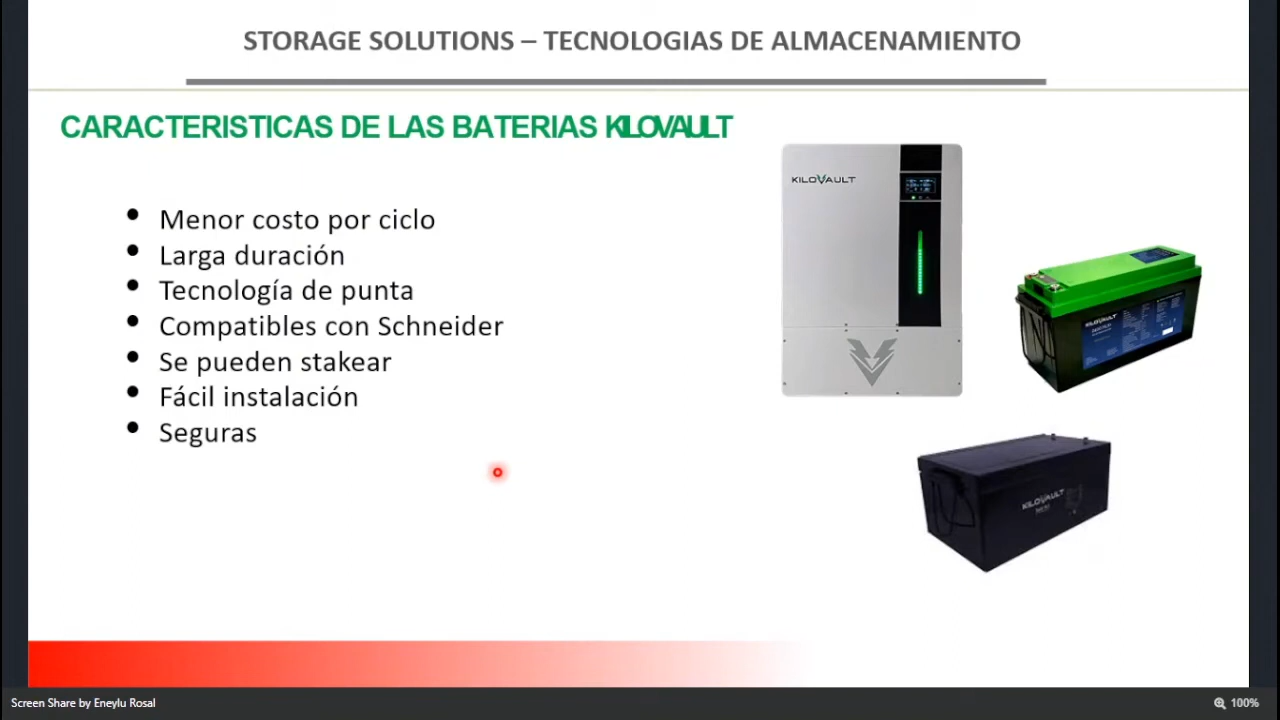 STORAGE SOLUTIONS – TECNOLOGIAS DE ALMACENAMIENTO
CARACTERISTICAS DE LAS BATERIAS KILOVAULT
• Menor costo por ciclo
• Larga duración
• Tecnología de punta
• Compatibles con Schneider
• Se pueden stakear
• Fácil instalación
• Seguras
KILOVAULT
KILOVAULT
KILOVAULT
Screen Share by Eneylu Rosal
100%